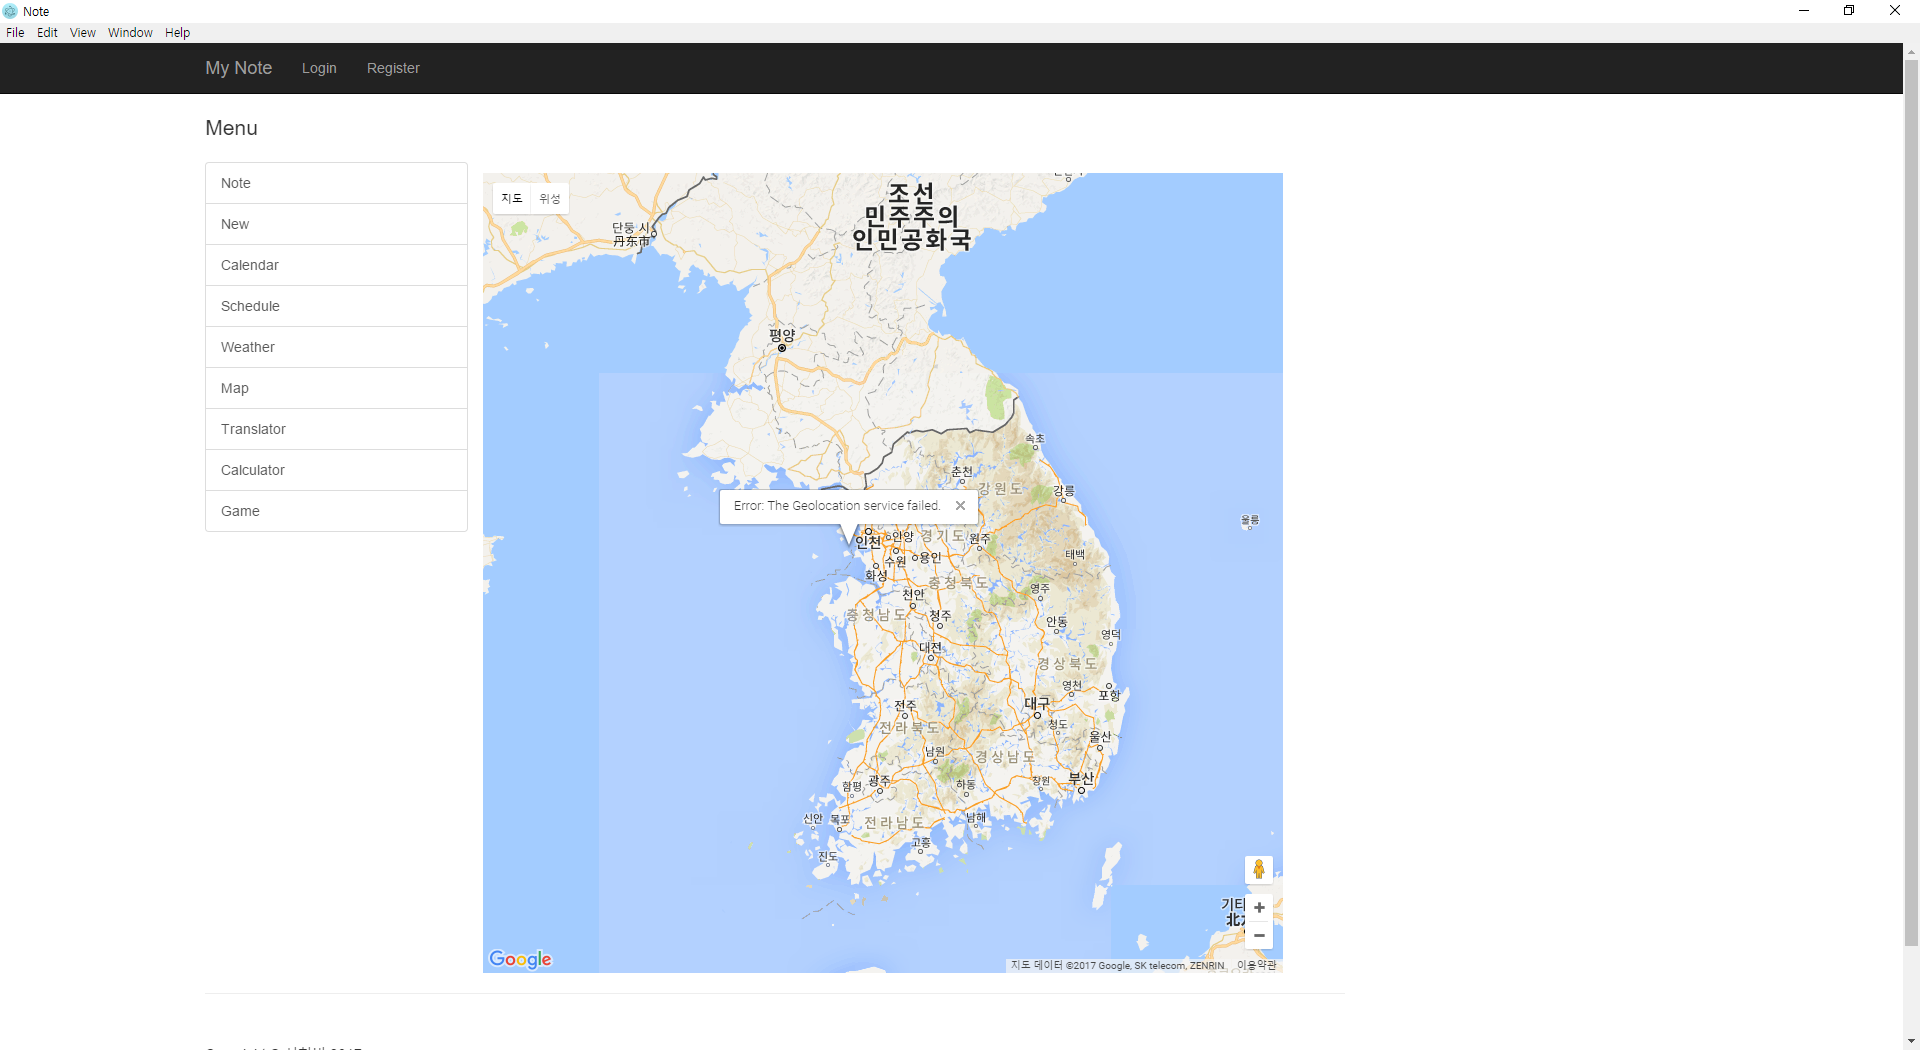 Note
File Edit View Window Help
My Note Login Register
Menu
Note
New
Calendar
Schedule
Weather
Map
Translator
Calculator
Game
지도 위성
조선
민주주의
인민공화국
단둥 시
丹东市
평양
속초
춘천
강원도
강릉
Error: The Geolocation service failed.
울릉
인천 안양 경기도 원주
수원 용인
태백
화성
충청북도
영주
천안
충청남도 청주
안동
영덕
대전
경상북도
영천
포항
전주
대구
전라북도
청도
울산
남원
경상남도
함평 광주
하동
창원
부산
신안 목포
전라남도
남해
고흥
진도
Google
지도 데이터 ©2017 Google, SK telecom, ZENRIN 이용약관